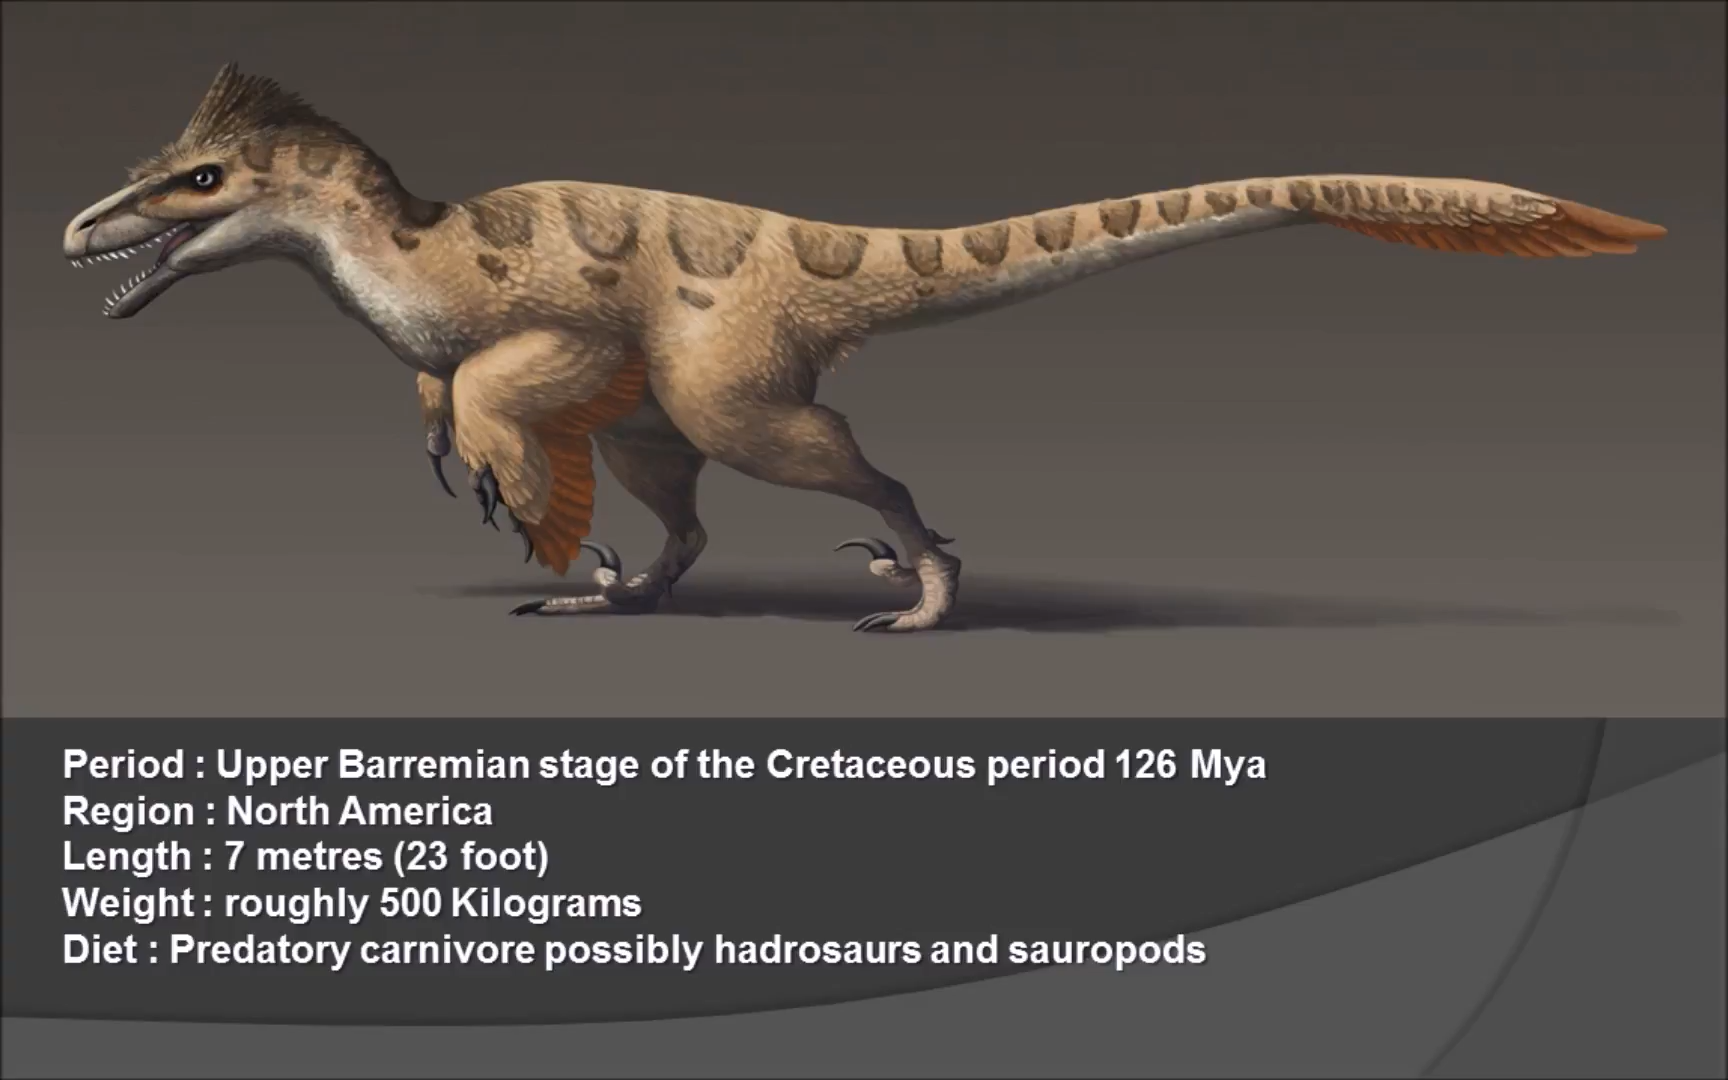 Period : Upper Barremian stage of the Cretaceous period 126 Mya
Region : North America
Length : 7 metres (23 foot)
Weight : roughly 500 Kilograms
Diet : Predatory carnivore possibly hadrosaurs and sauropods